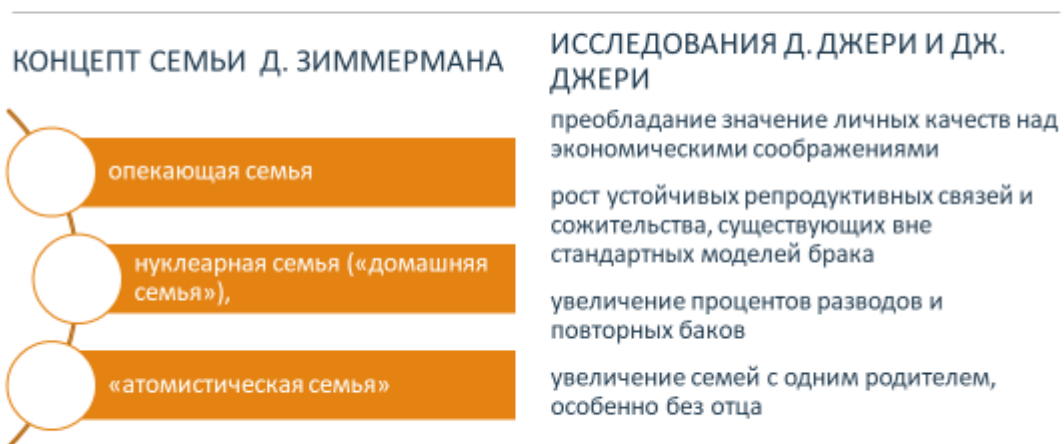 КОНЦЕПТ СЕМЬИ Д. ЗИММЕРМАНА
опекающая семья
нуклеарная семья («домашняя
семья»),
«атомистическая семья»
ИССЛЕДОВАНИЯ Д. ДЖЕРИ И ДЖ.
ДЖЕРИ
преобладание значение личных качеств над
экономическими соображениями
рост устойчивых репродуктивных связей и
сожительства, существующих вне
стандартных моделей брака
увеличение процентов разводов и
повторных баков
увеличение семей с одним родителем,
особенно без отца